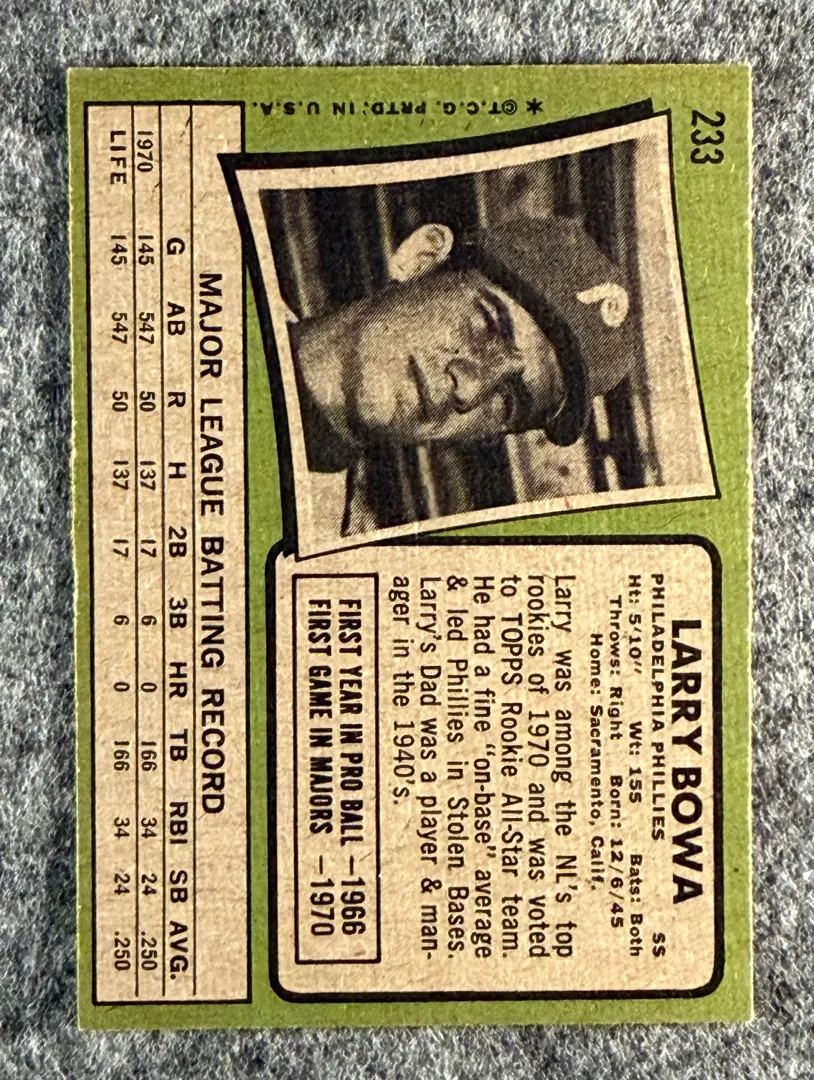 233
*©T.C.G. PRTD. IN U.S.A.
P
LARRY BOWA
PHILADELPHIA PHILLIES SS
Ht: 5'10" Wt: 155 Bats: Both
Throws: Right Born: 12/6/45
Home: Sacramento, Calif.
Larry was among the NL's top
rookies of 1970 and was voted
to TOPPS Rookie All-Star team.
He had a fine "on-base" average
& led Phillies in Stolen Bases.
Larry's Dad was a player & man-
ager in the 1940's.
FIRST YEAR IN PRO BALL —1966
FIRST GAME IN MAJORS —1970
MAJOR LEAGUE BATTING RECORD
G AB R H 2B 3B HR TB RBI SB AVG.
1970 145 547 50 137 17 6 0 166 34 24 .250
LIFE 145 547 50 137 17 6 0 166 34 24 .250